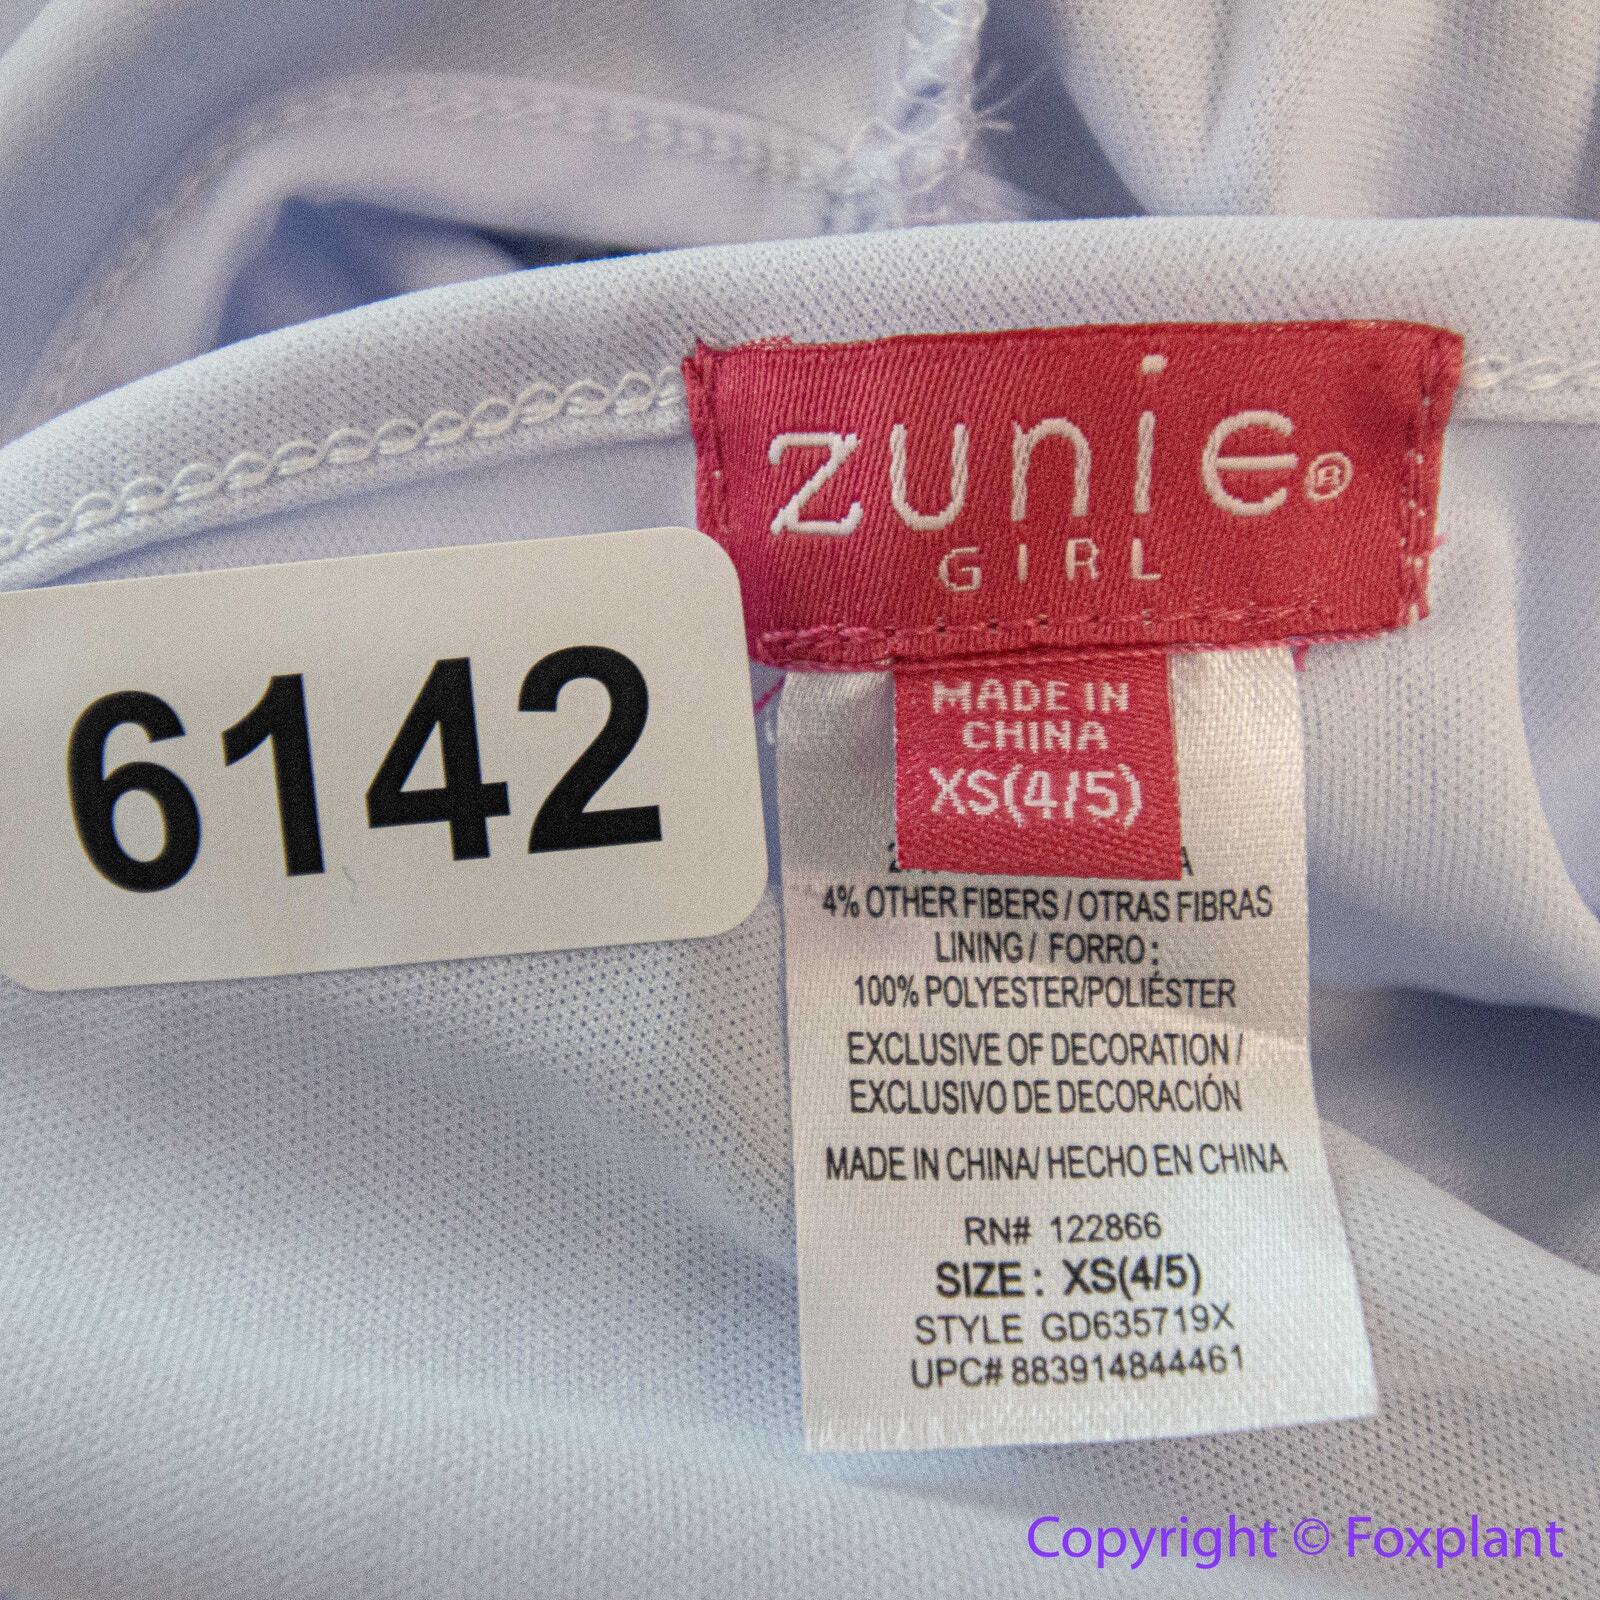 zunie®
GIRL
6142
MADE IN
CHINA
XS(4/5)
4% OTHER FIBERS / OTRAS FIBRAS
LINING / FORRO :
100% POLYESTER/POLIÉSTER
EXCLUSIVE OF DECORATION /
EXCLUSIVO DE DECORACIÓN
MADE IN CHINA/ HECHO EN CHINA
RN# 122866
SIZE : XS(4/5)
STYLE GD635719X
UPC# 883914844461
Copyright © Foxplant